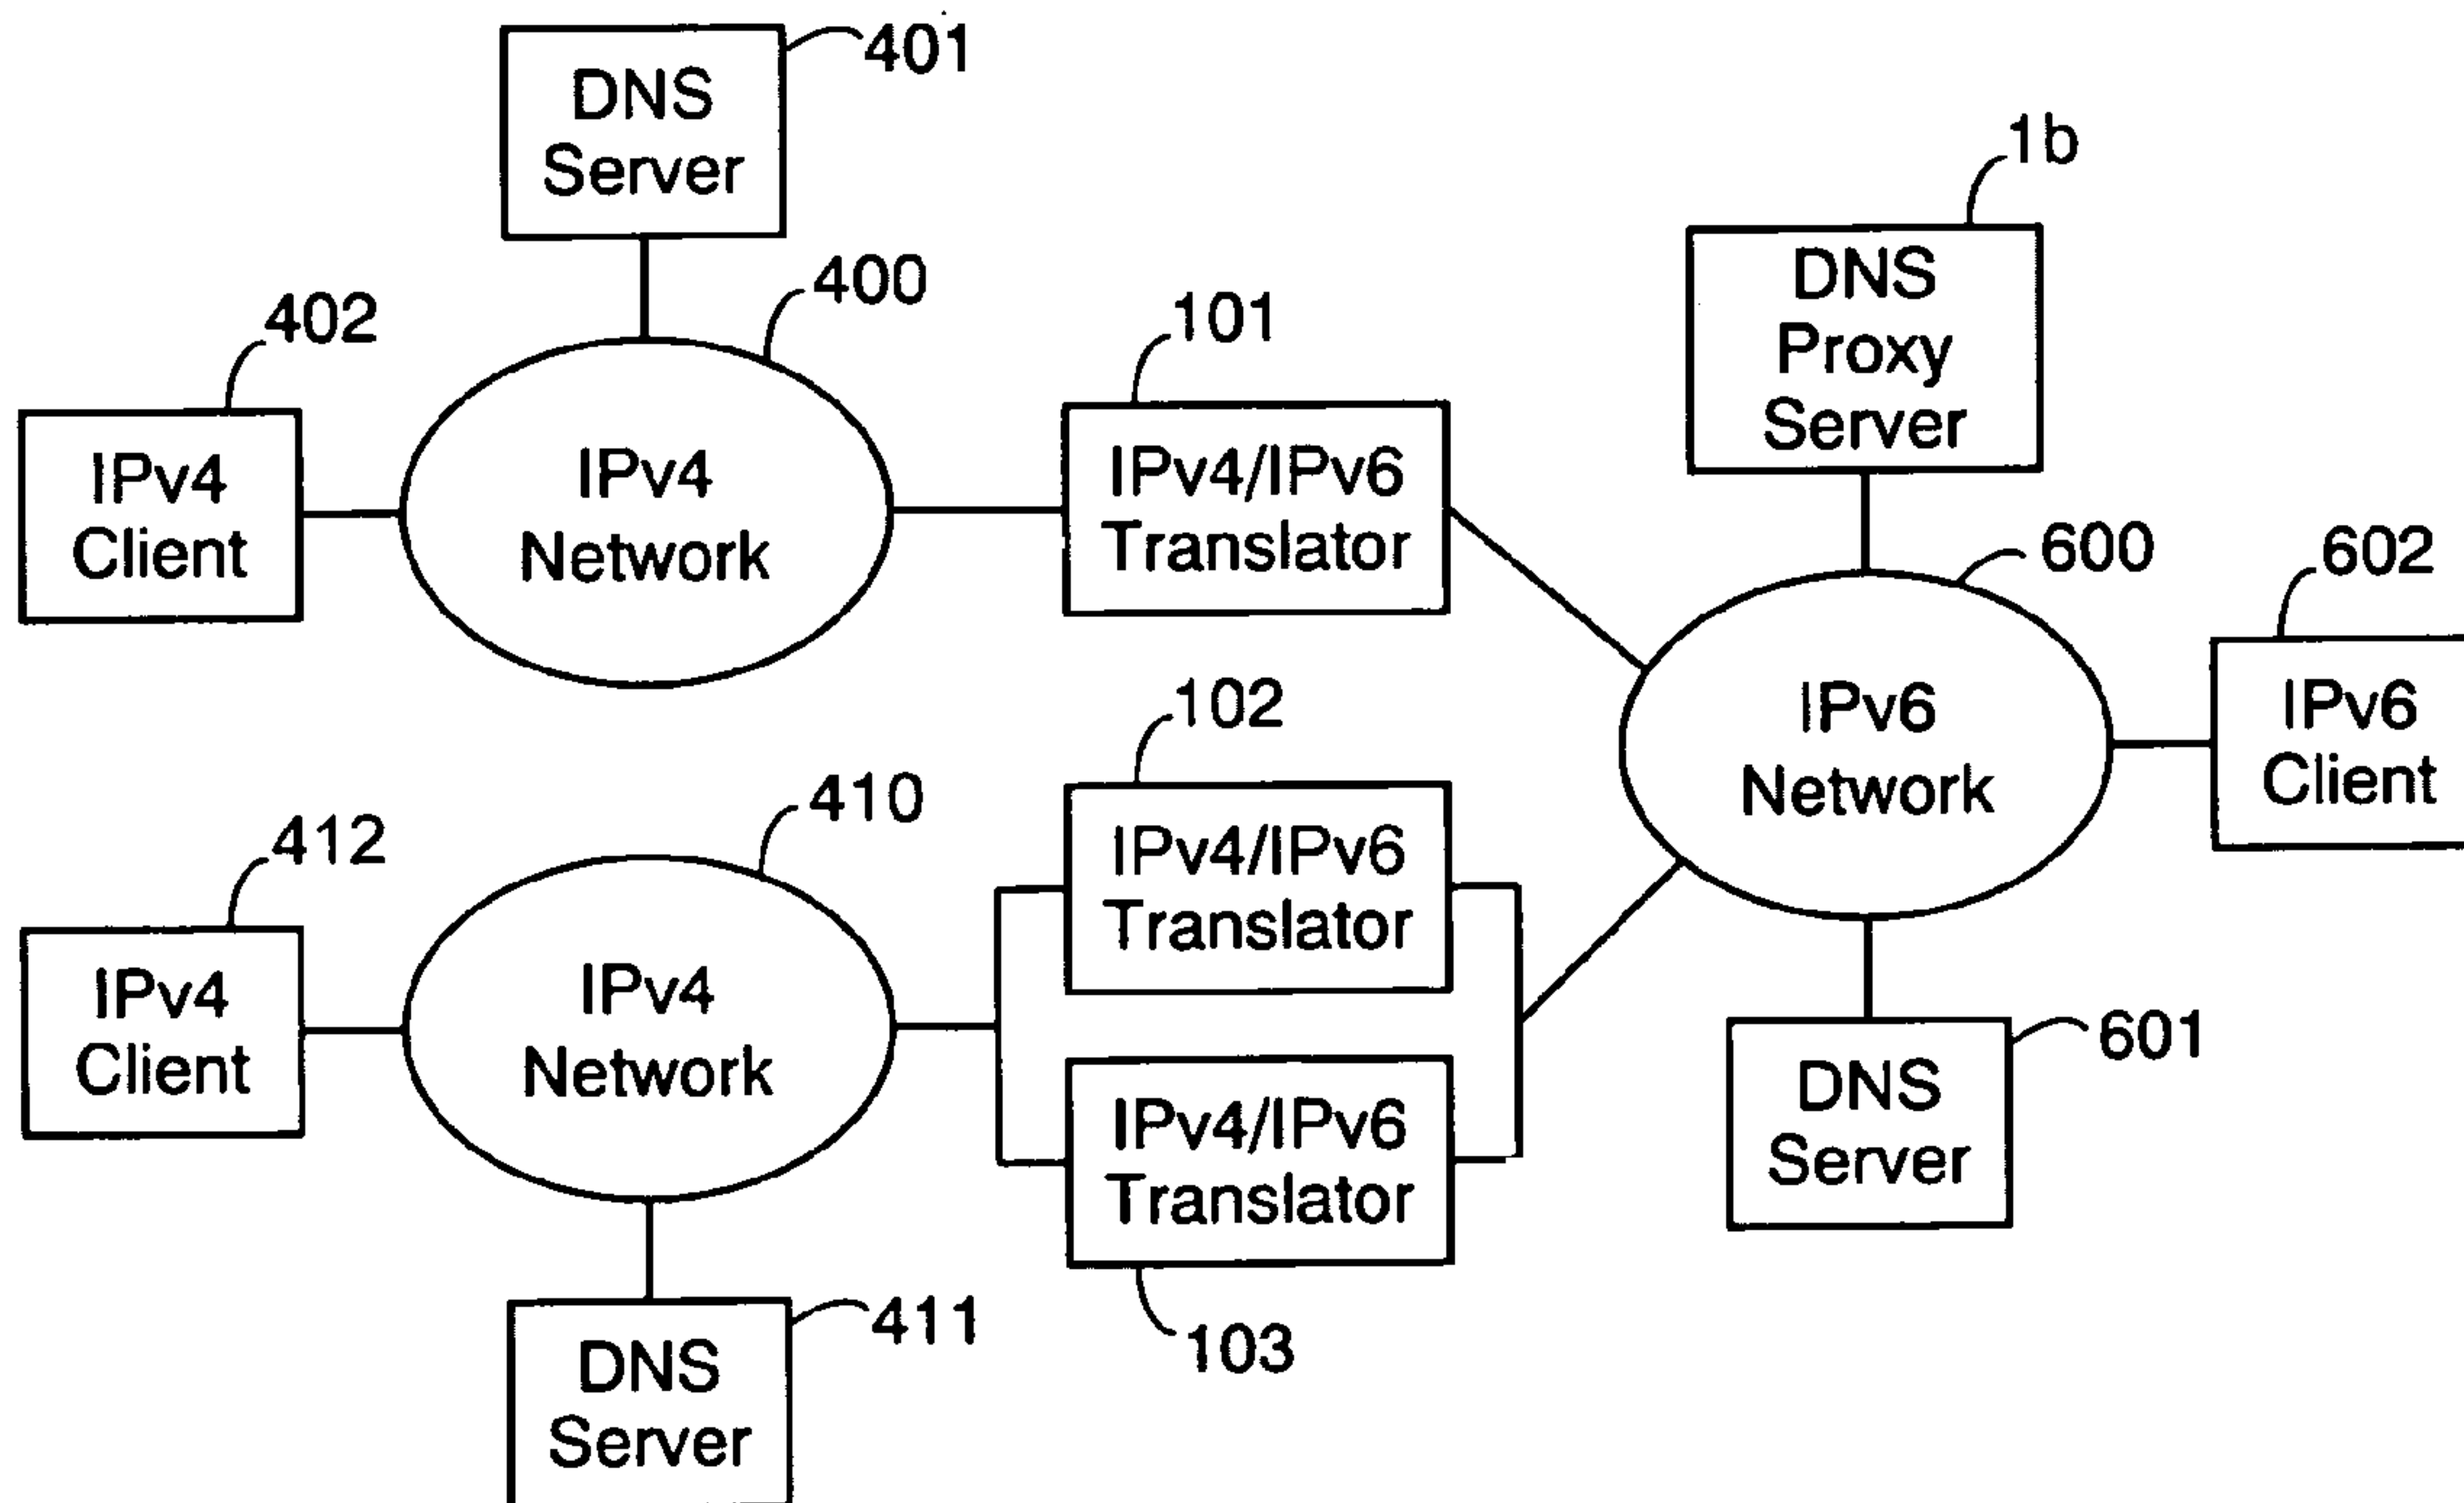 401
DNS
Server
1b
400
402
101
DNS
Proxy
Server
IPv4
Client
IPv4
Network
IPv4/IPv6
Translator
600
602
102
IPv6
Network
IPv6
Client
410
412
IPv4/IPv6
Translator
IPv4
Client
IPv4
Network
601
DNS
Server
IPv4/IPv6
Translator
411
103
DNS
Server